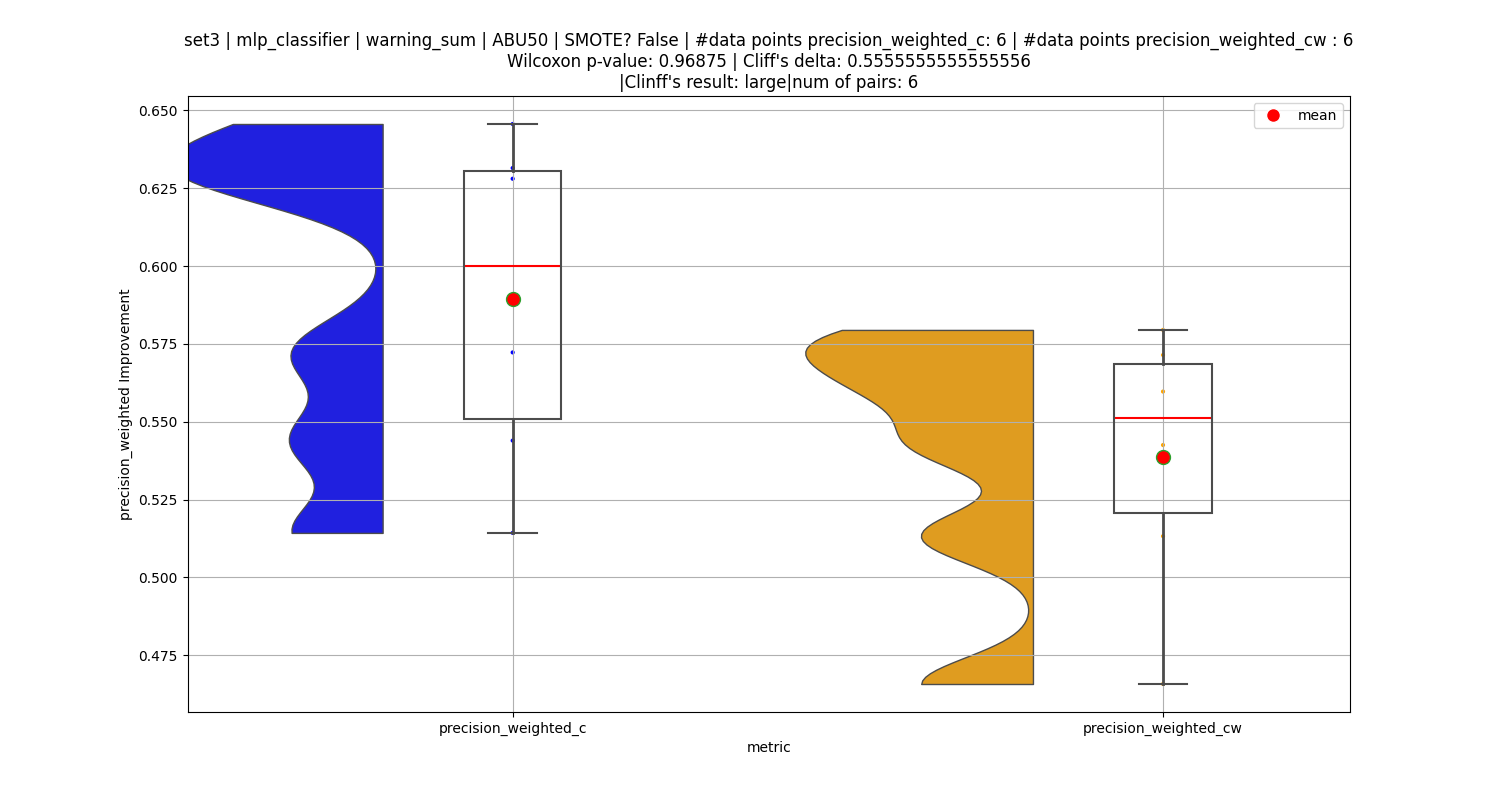 set3 | mlp_classifier | warning_sum | ABU50 | SMOTE? False | #data points precision_weighted_c: 6 | #data points precision_weighted_cw : 6
Wilcoxon p-value: 0.96875 | Cliff's delta: 0.5555555555555556
|Clinff's result: large|num of pairs: 6
mean
precision_weighted Improvement
0.650
0.625
0.600
0.575
0.550
0.525
0.500
0.475
precision_weighted_c
precision_weighted_cw
metric